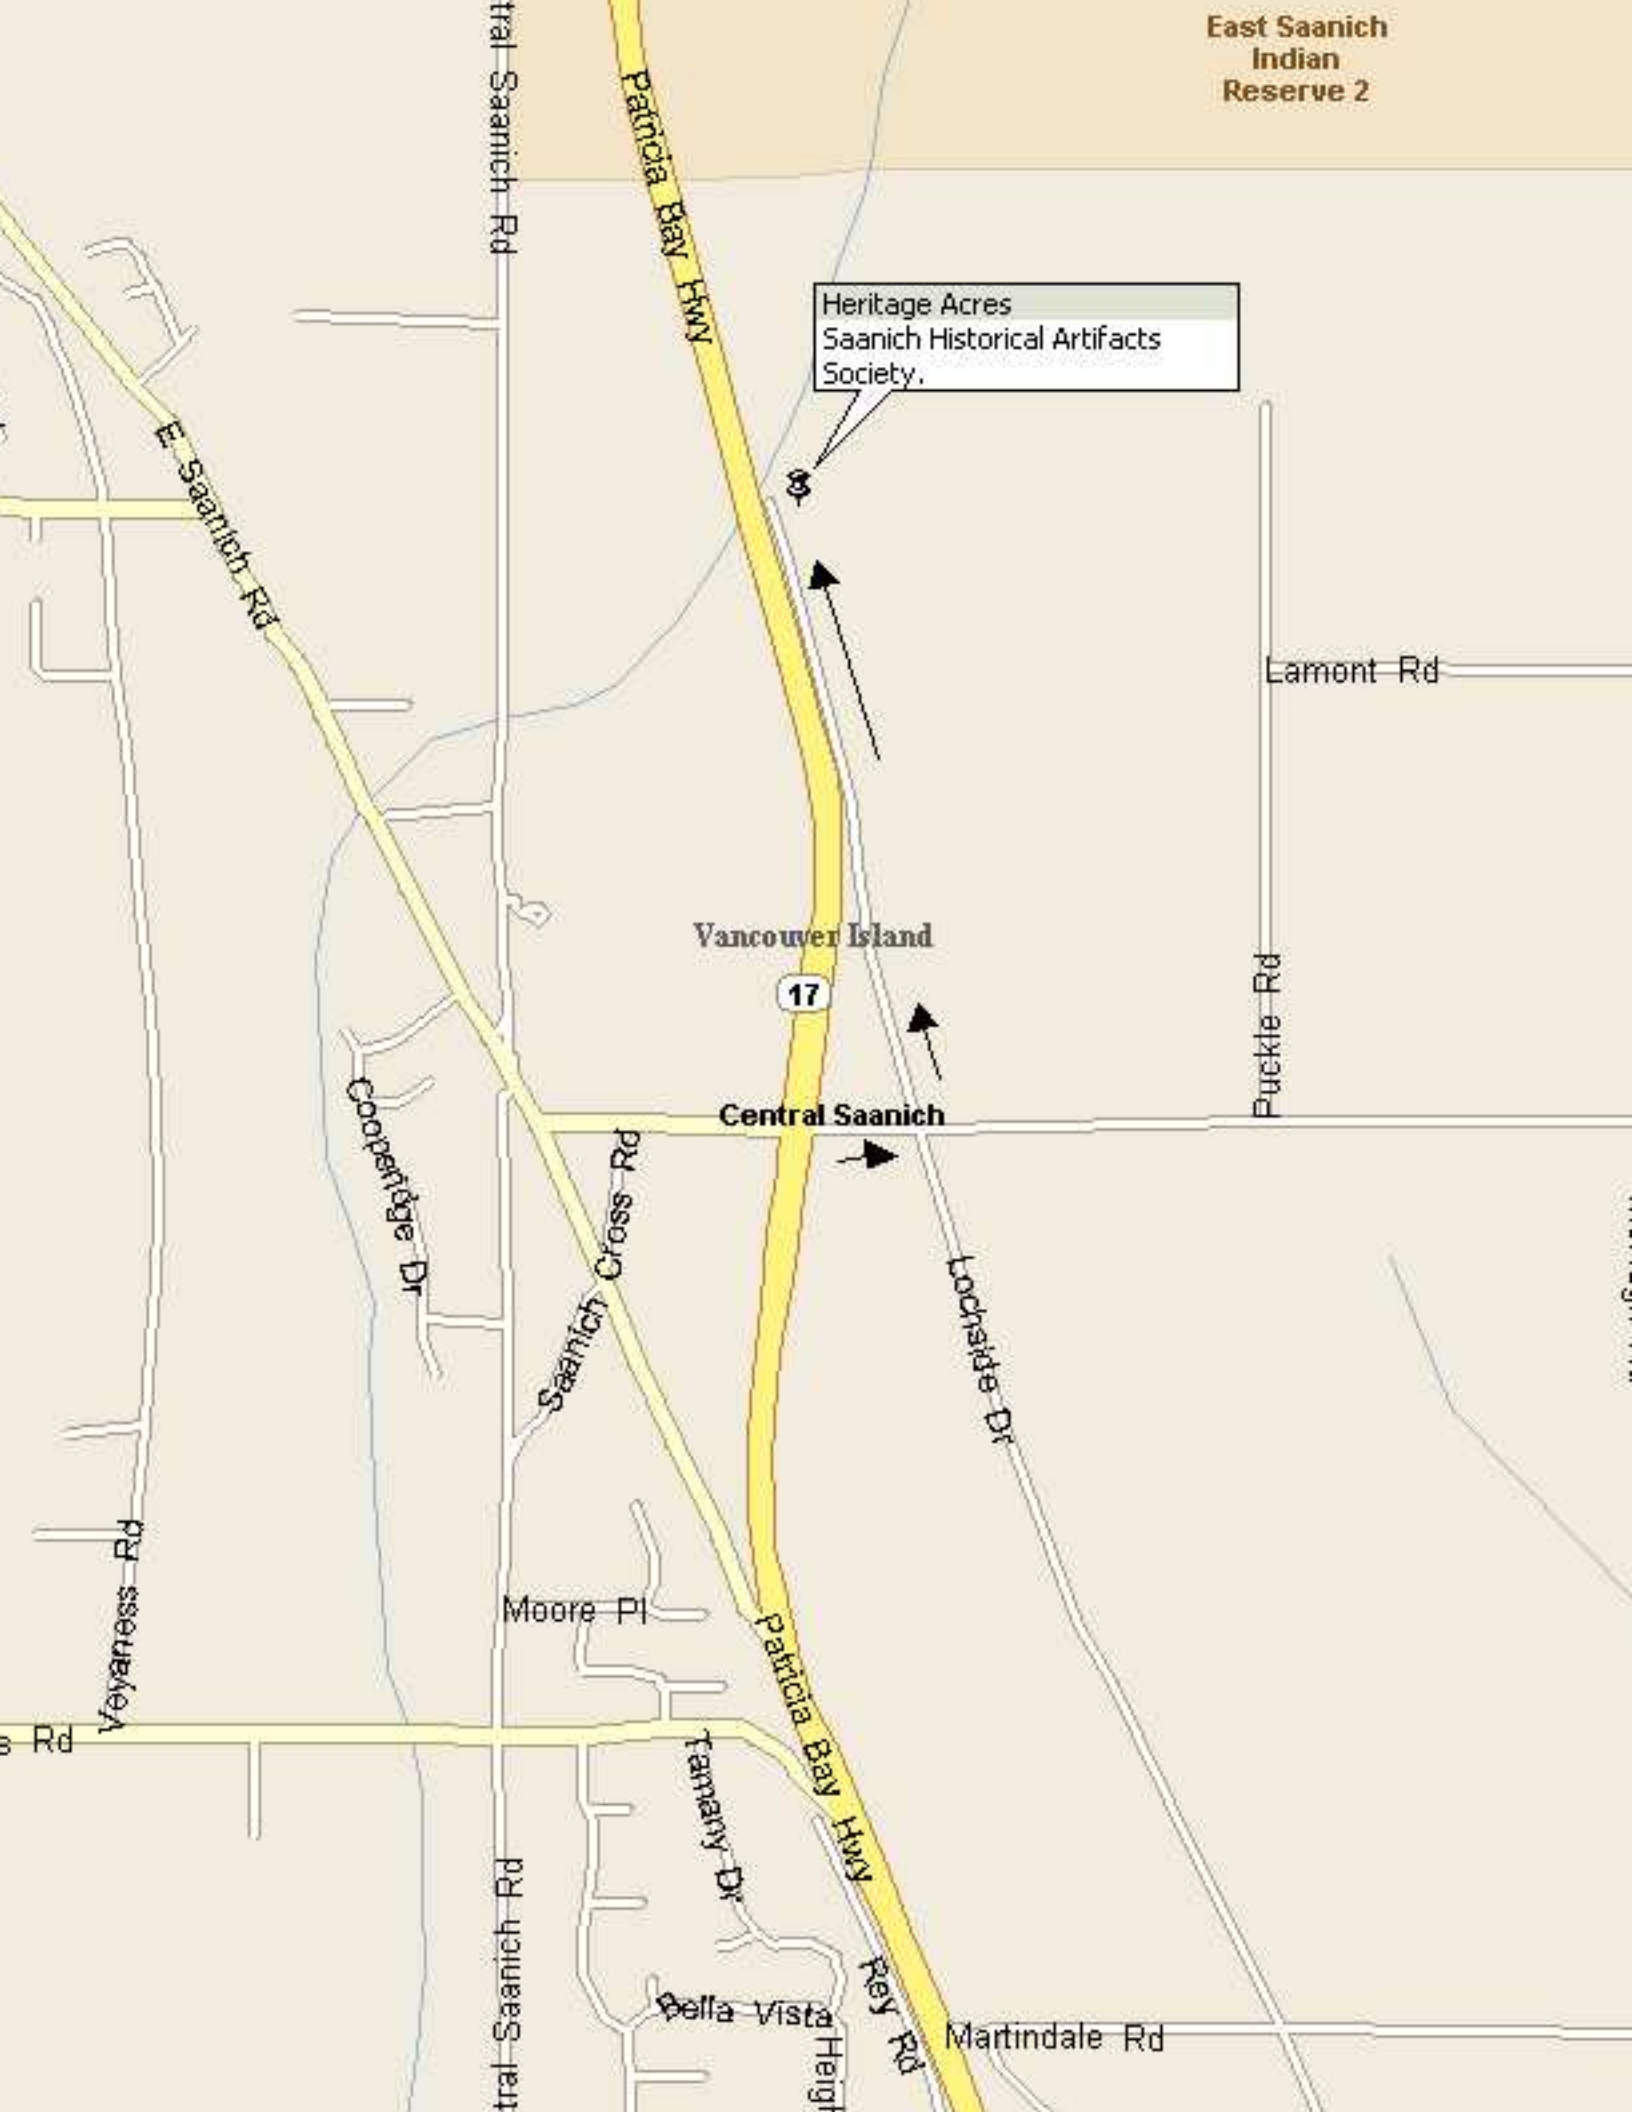 East Saanich
Indian
Reserve 2
tral Saanich Rd
Patricia Bay Hwy
Heritage Acres
Saanich Historical Artifacts
Society.
E Saanich Rd
Lamont Rd
Vancouver Island
17
Puckle Rd
Central Saanich
Cooperidge Dr
Saanich Cross Rd
Lochside Dr
Veyaness Rd
Moore Pl
Patricia Bay Hwy
s Rd
Tamany Dr
Central Saanich Rd
Rey Rd
Bella Vista
Heigh
Martindale Rd